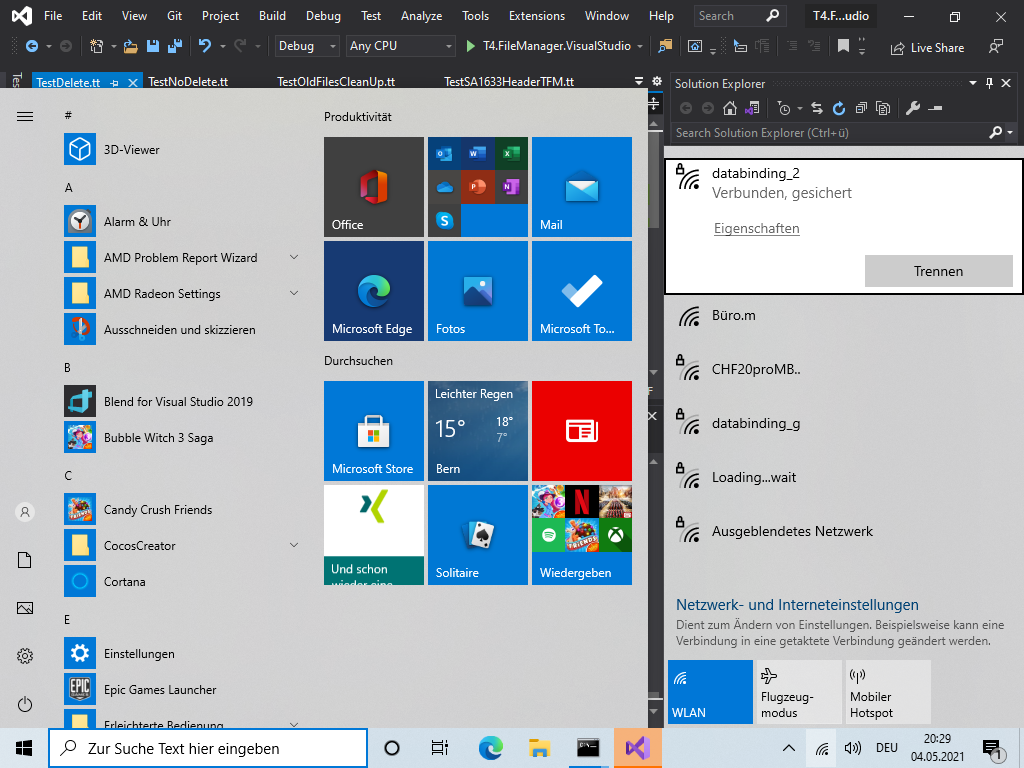 File Edit View Git Project Build Debug Test Analyze Tools Extensions Window Help Search T4.F...udio
Debug Any CPU T4.FileManager.VisualStudio Live Share
TestDelete.tt TestNoDelete.tt TestOldFilesCleanUp.tt TestSA1633HeaderTFM.tt
Solution Explorer
Search Solution Explorer (Ctrl+ü)
#
3D-Viewer
A
Alarm & Uhr
AMD Problem Report Wizard
AMD Radeon Settings
Ausschneiden und skizzieren
B
Blend for Visual Studio 2019
Bubble Witch 3 Saga
C
Candy Crush Friends
CocosCreator
Cortana
E
Einstellungen
Epic Games Launcher
Erleichterte Bedienung
Produktivität
Office
Mail
Microsoft Edge
Fotos
Microsoft To...
Durchsuchen
Microsoft Store
Leichter Regen
15° 18°
7°
Bern
Und schon
wieder eine
Solitaire
Wiedergeben
databinding_2
Verbunden, gesichert
Eigenschaften
Trennen
Büro.m
CHF20proMB..
databinding_g
Loading...wait
Ausgeblendetes Netzwerk
Netzwerk- und Interneteinstellungen
Dient zum Ändern von Einstellungen. Beispielsweise kann eine
Verbindung in eine getaktete Verbindung geändert werden.
WLAN
Flugzeug-
modus
Mobiler
Hotspot
Zur Suche Text hier eingeben
DEU
20:29
04.05.2021
1